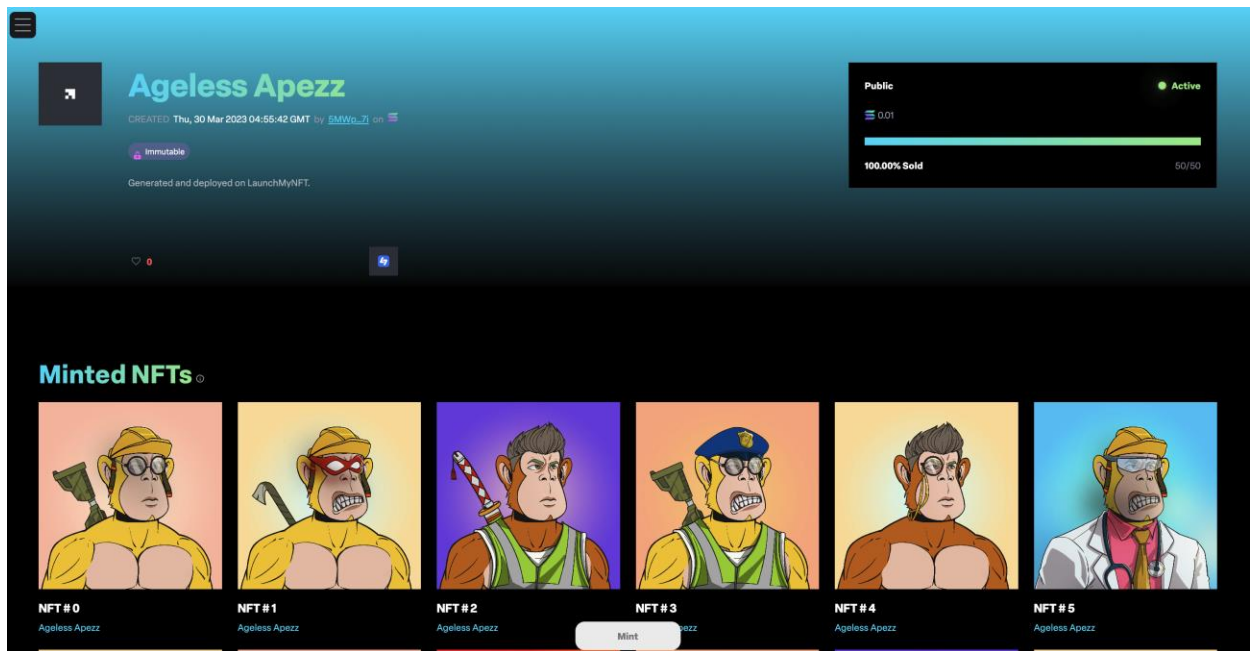 Ageless Apezz
CREATED Thu, 30 Mar 2023 04:55:42 GMT by 5MWp...7i on
Immutable
Generated and deployed on LaunchMyNFT.
0
Public
Active
0.01
100.00% Sold
50/50
Minted NFTs
NFT # 0
Ageless Apezz
NFT # 1
Ageless Apezz
NFT # 2
Ageless Apezz
NFT # 3
pezz
NFT # 4
Ageless Apezz
NFT # 5
Ageless Apezz
Mint